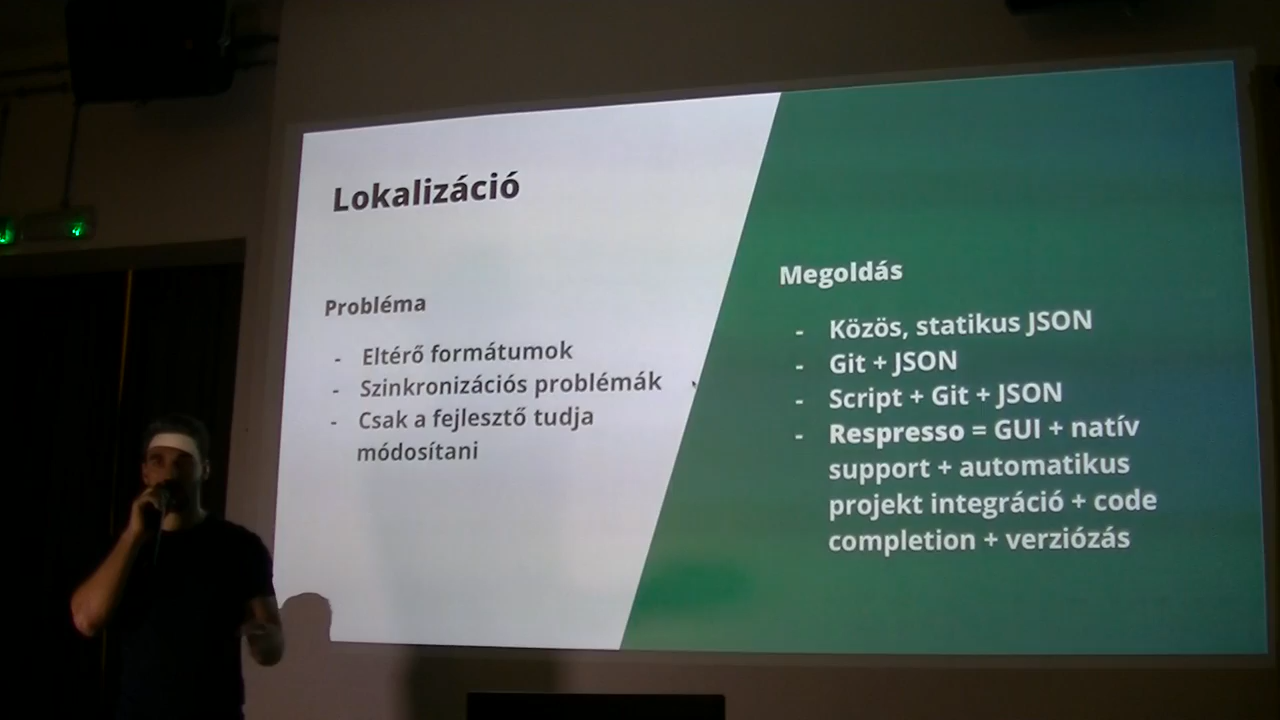 Lokalizáció
Probléma
- Eltérő formátumok
- Szinkronizációs problémák
- Csak a fejlesztő tudja
módosítani
Megoldás
- Közös, statikus JSON
- Git + JSON
- Script + Git + JSON
- Respresso = GUI + natív
support + automatikus
projekt integráció + code
completion + verziózás